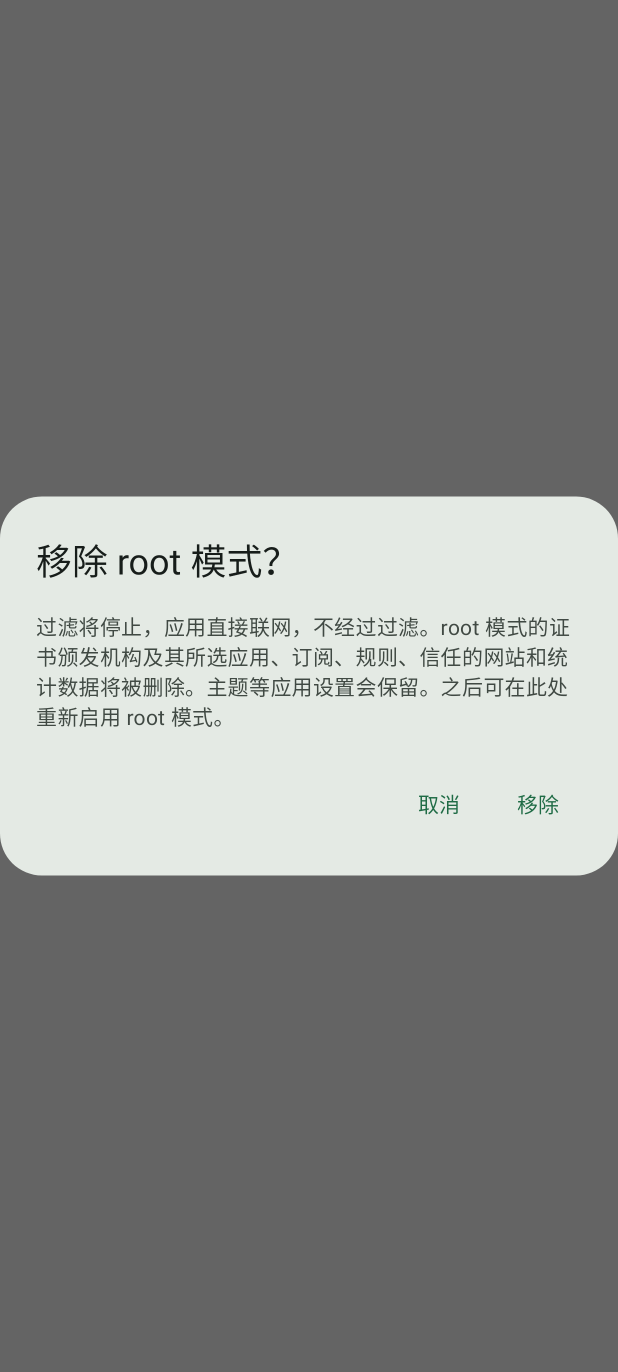 移除 root 模式？
过滤将停止，应用直接联网，不经过过滤。root 模式的证
书颁发机构及其所选应用、订阅、规则、信任的网站和统
计数据将被删除。主题等应用设置会保留。之后可在此处
重新启用 root 模式。
取消 移除